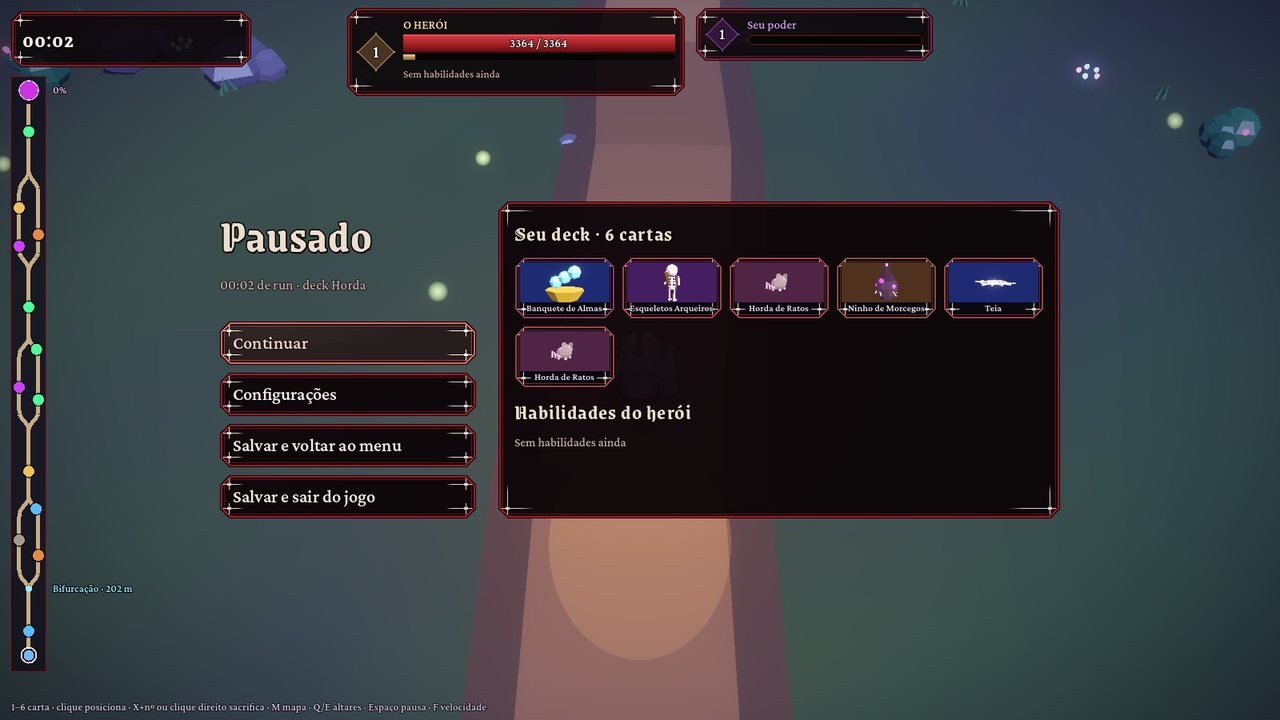 00:02
O HERÓI
1
3364 / 3364
Sem habilidades ainda
1
Seu poder
0%
Pausado
00:02 de run · deck Horda
Continuar
Configurações
Salvar e voltar ao menu
Salvar e sair do jogo
Seu deck · 6 cartas
Banquete de Almas
Esqueletos Arqueiros
Horda de Ratos
Ninho de Morcegos
Teia
Horda de Ratos
Habilidades do herói
Sem habilidades ainda
Bifurcação · 202 m
1–6 carta · clique posiciona · X+nº ou clique direito sacrifica · M mapa · Q/E altares · Espaço pausa · F velocidade